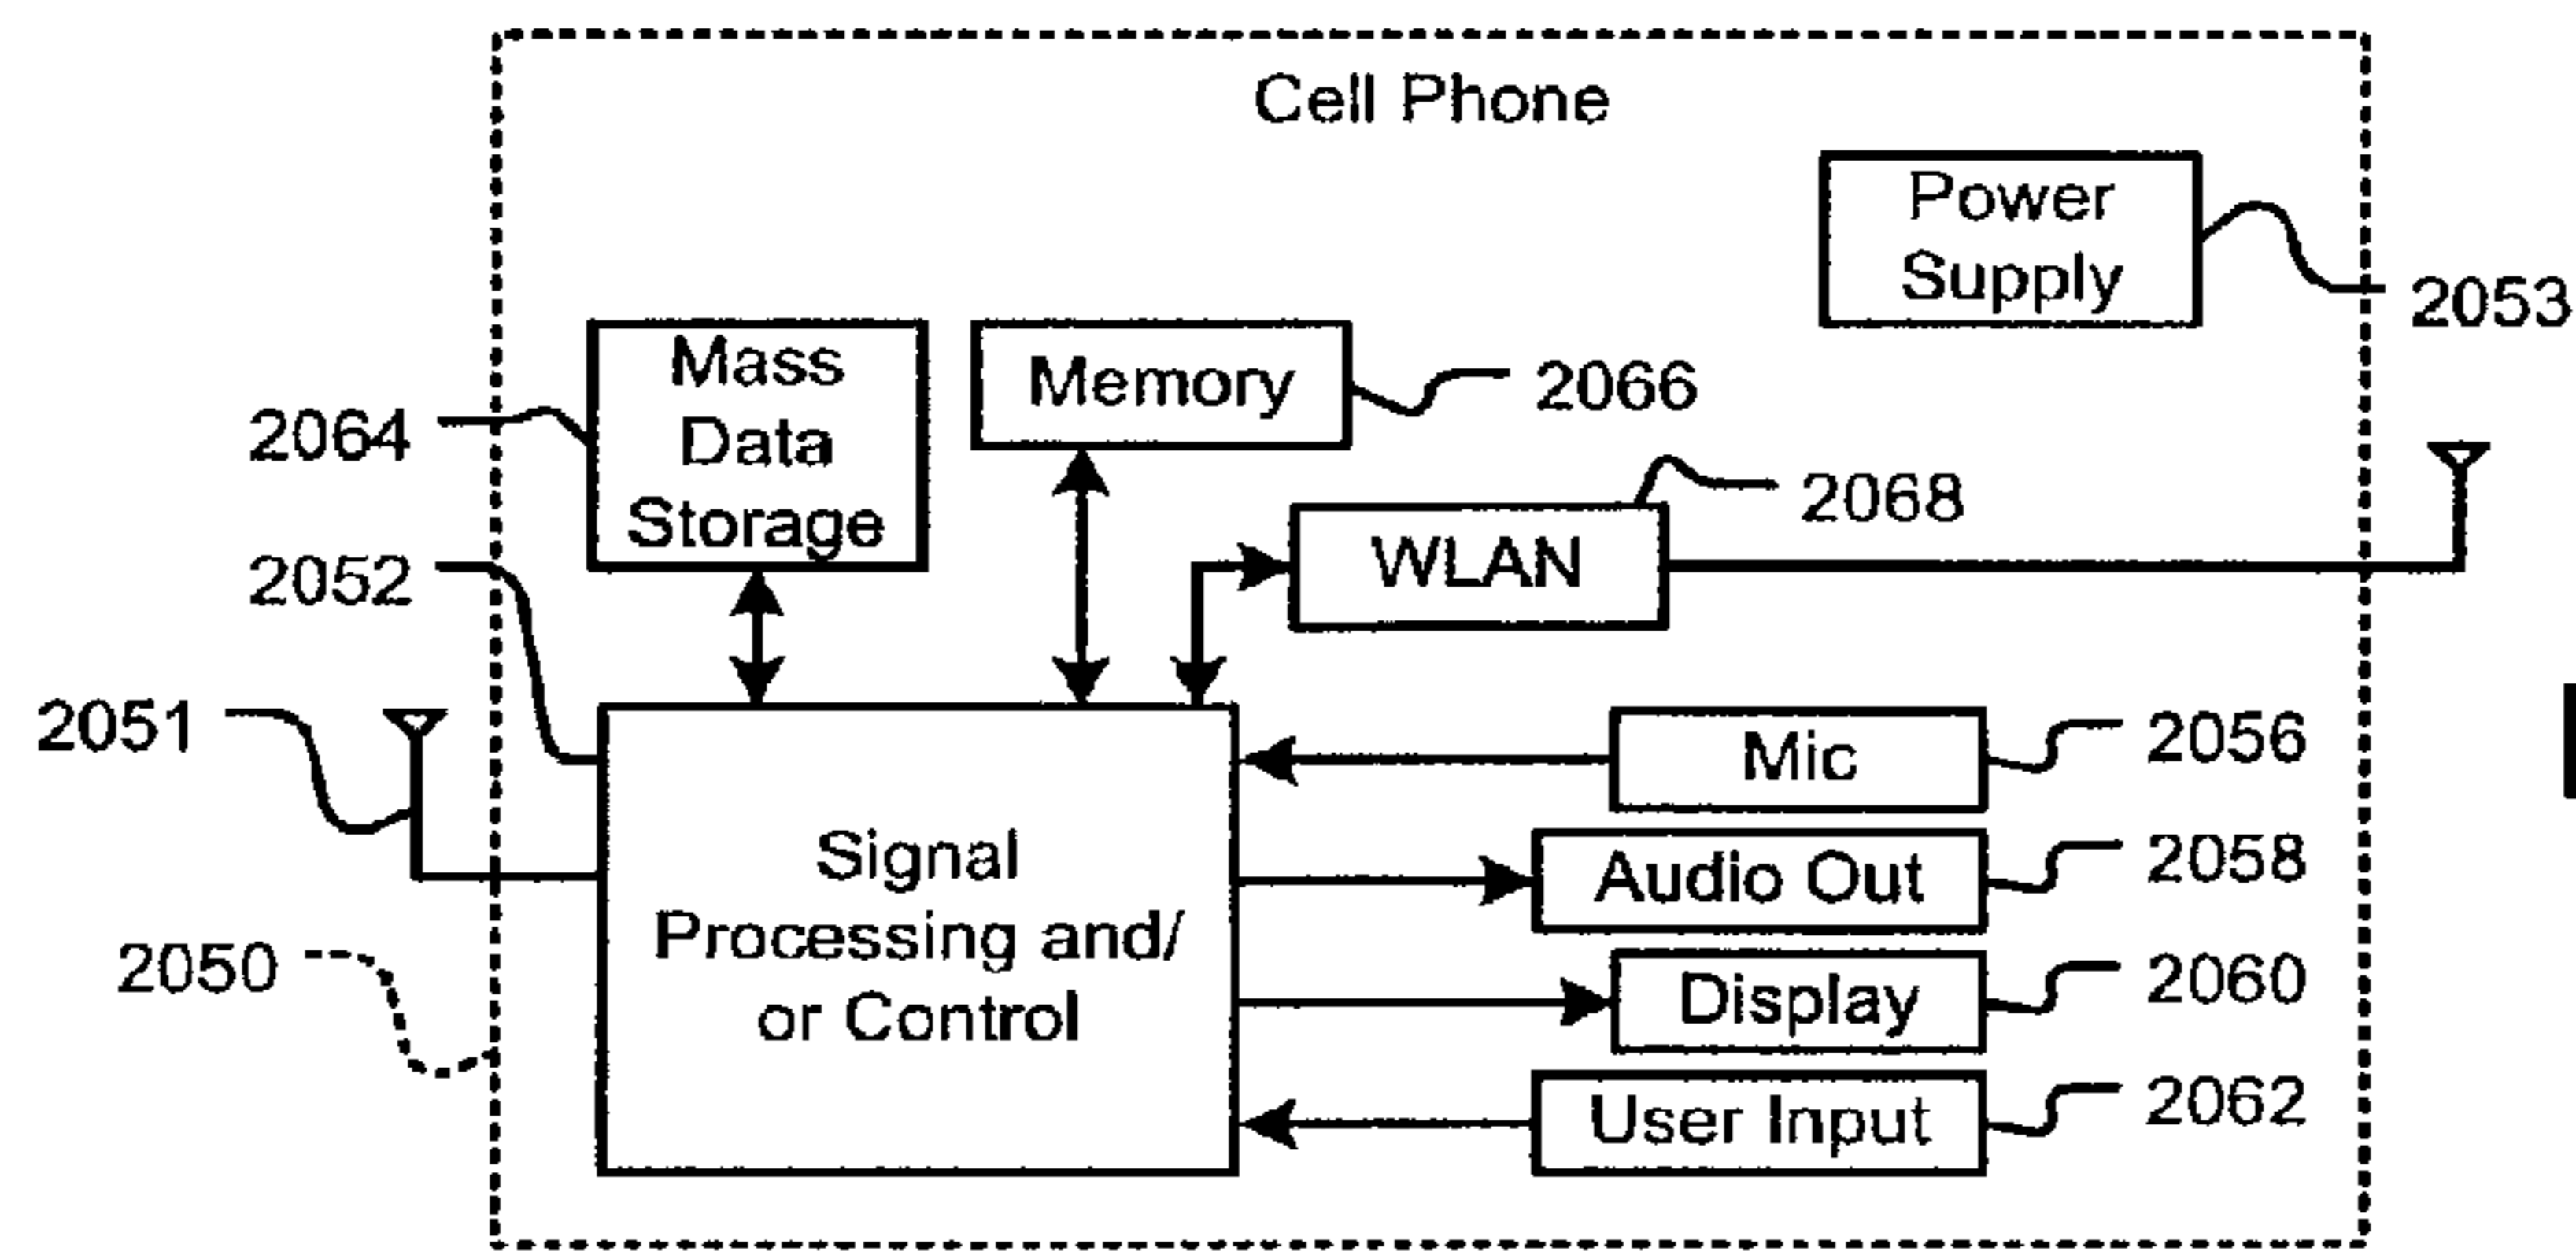 Cell Phone
Power
Supply
2053
Mass
Data
Storage
2064
Memory
2066
2068
WLAN
2052
2051
Mic
2056
Signal
Processing and/
or Control
Audio Out
2058
2050
Display
2060
User Input
2062